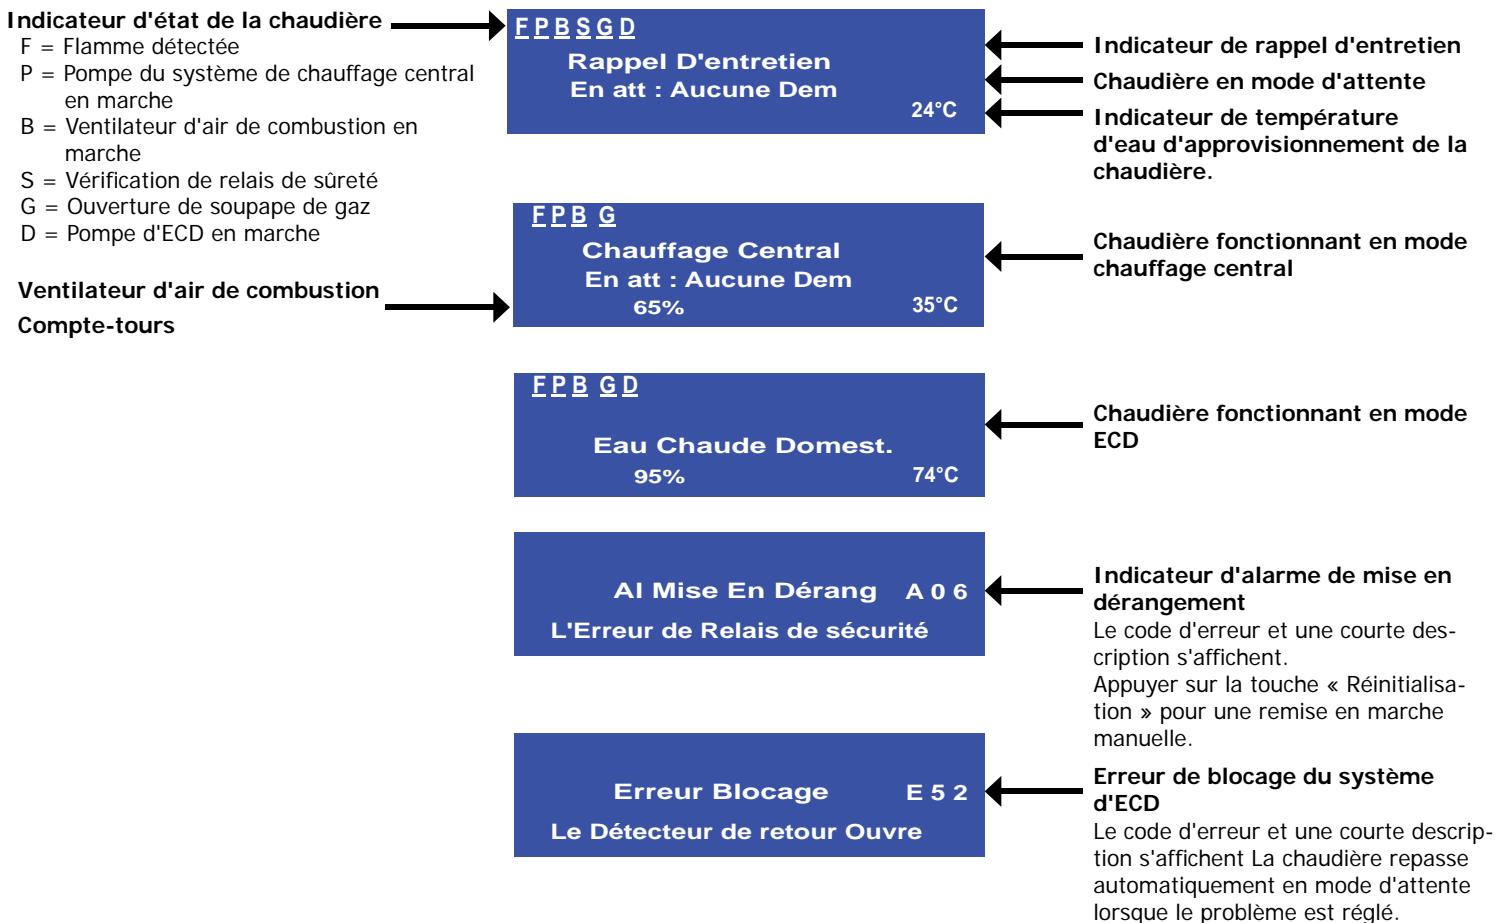 Indicateur d'état de la chaudière
F = Flamme détectée
P = Pompe du système de chauffage central
en marche
B = Ventilateur d'air de combustion en
marche
S = Vérification de relais de sûreté
G = Ouverture de soupape de gaz
D = Pompe d'ECD en marche
Ventilateur d'air de combustion
Compte-tours
F P B S G D
Rappel D'entretien
En att : Aucune Dem
24°C
Indicateur de rappel d'entretien
Chaudière en mode d'attente
Indicateur de température
d'eau d'approvisionnement de la
chaudière.
F P B G
Chauffage Central
En att : Aucune Dem
65% 35°C
Chaudière fonctionnant en mode
chauffage central
F P B G D
Eau Chaude Domest.
95% 74°C
Chaudière fonctionnant en mode
ECD
Al Mise En Dérang A 0 6
L'Erreur de Relais de sécurité
Indicateur d'alarme de mise en
dérangement
Le code d'erreur et une courte des-
cription s'affichent.
Appuyer sur la touche « Réinitialisa-
tion » pour une remise en marche
manuelle.
Erreur Blocage E 5 2
Le Détecteur de retour Ouvre
Erreur de blocage du système
d'ECD
Le code d'erreur et une courte descrip-
tion s'affichent La chaudière repasse
automatiquement en mode d'attente
lorsque le problème est réglé.